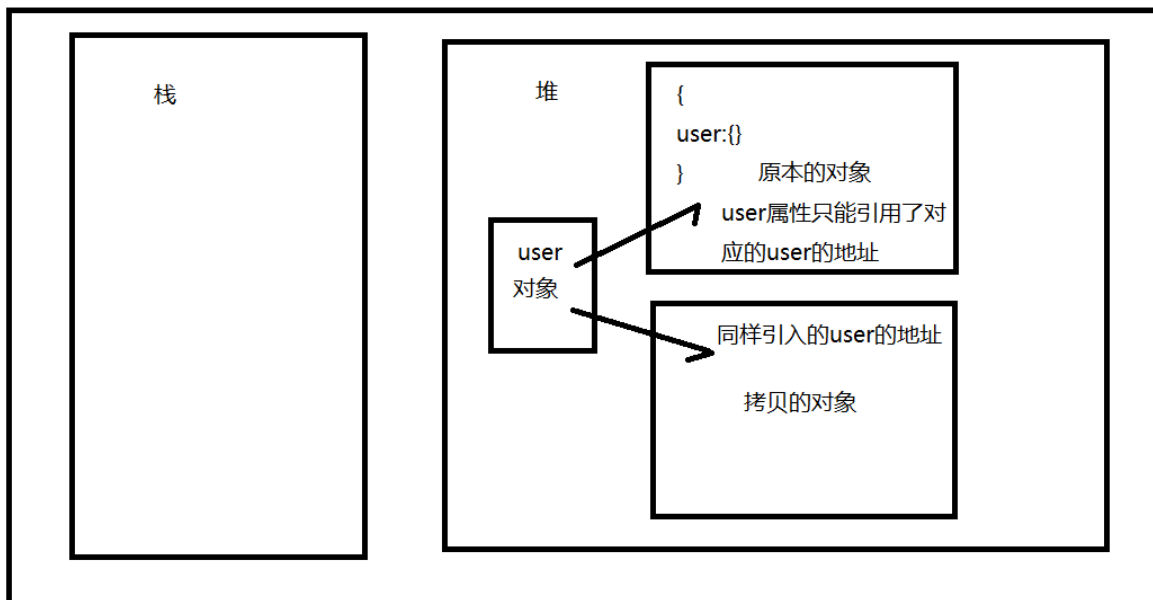 栈
堆
{
user:{}
}
原本的对象
user属性只能引用了对
应的user的地址
user
对象
同样引入的user的地址
拷贝的对象